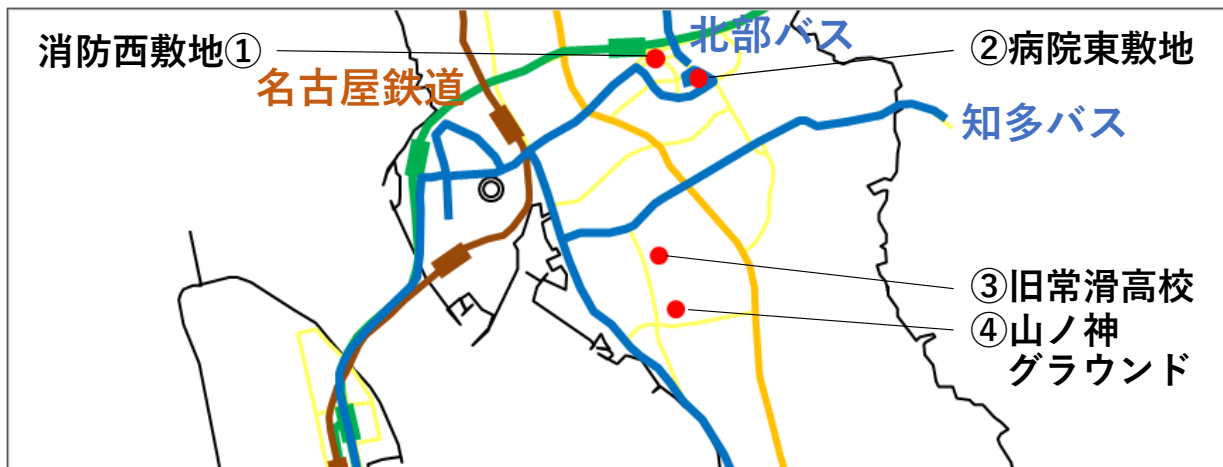 消防西敷地①
北部バス
②病院東敷地
名古屋鉄道
知多バス
③旧常滑高校
④山ノ神
グラウンド